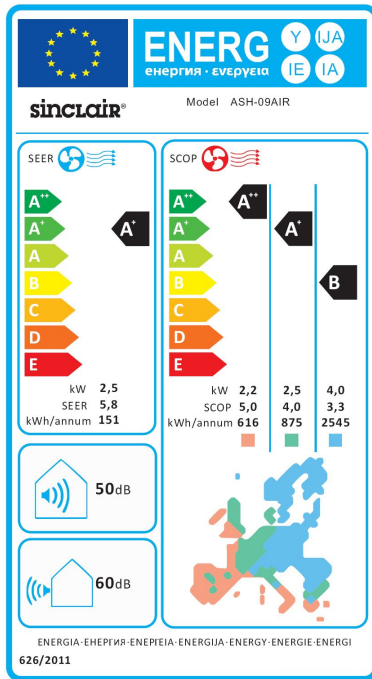 ENERG
Y IJA
IE IA
енергия · ενεργεια
sinclair®
Model ASH-09AIR
SEER
A++
A+
A
B
C
D
E
A+
kW 2,5
SEER 5,8
kWh/annum 151
SCOP
A++
A+
A
B
C
D
E
A++
A+
B
kW 2,2 2,5 4,0
SCOP 5,0 4,0 3,3
kWh/annum 616 875 2545
50dB
60dB
ENERGIA·ЕНЕРГИЯ·ΕΝΕΡΓΕΙΑ·ENERGIJA·ENERGY·ENERGIE·ENERGI
626/2011